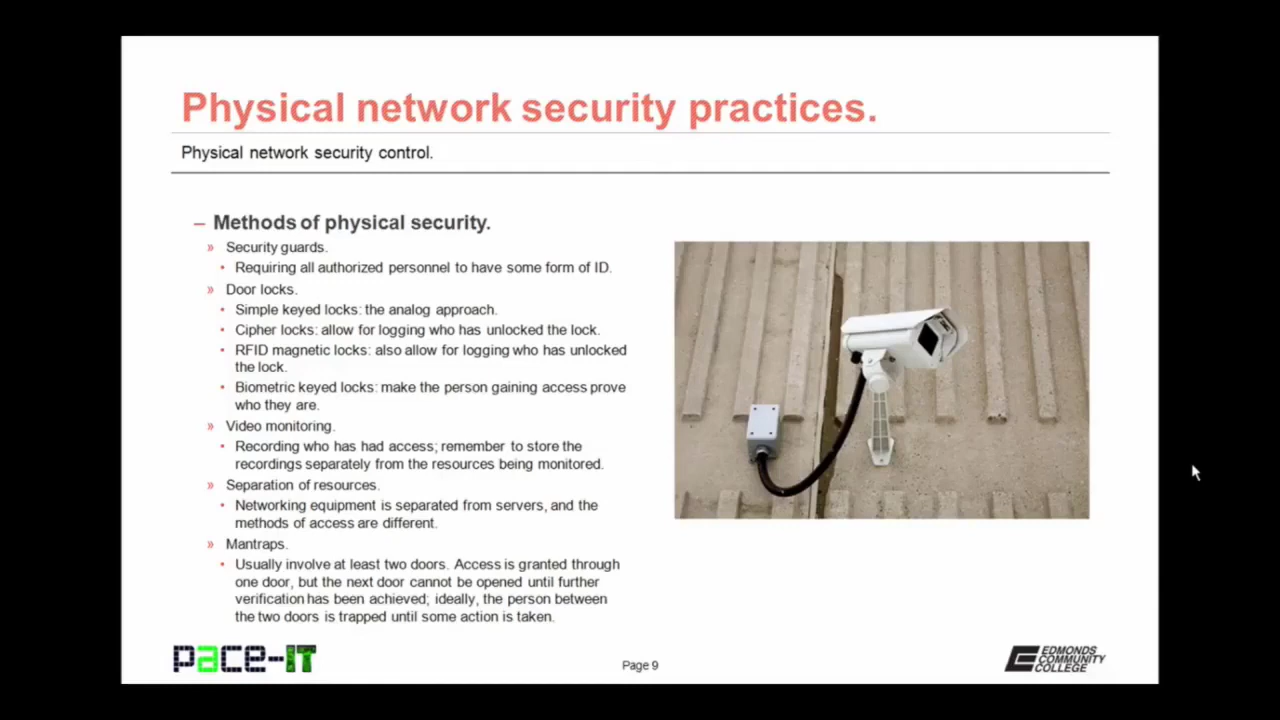 Physical network security practices.
Physical network security control.
– Methods of physical security.
» Security guards.
• Requiring all authorized personnel to have some form of ID.
» Door locks.
• Simple keyed locks: the analog approach.
• Cipher locks: allow for logging who has unlocked the lock.
• RFID magnetic locks: also allow for logging who has unlocked
the lock.
• Biometric keyed locks: make the person gaining access prove
who they are.
» Video monitoring.
• Recording who has had access; remember to store the
recordings separately from the resources being monitored.
» Separation of resources.
• Networking equipment is separated from servers, and the
methods of access are different.
» Mantraps.
• Usually involve at least two doors. Access is granted through
one door, but the next door cannot be opened until further
verification has been achieved; ideally, the person between
the two doors is trapped until some action is taken.
pace-IT
Page 9
EDMONDS
COMMUNITY
COLLEGE